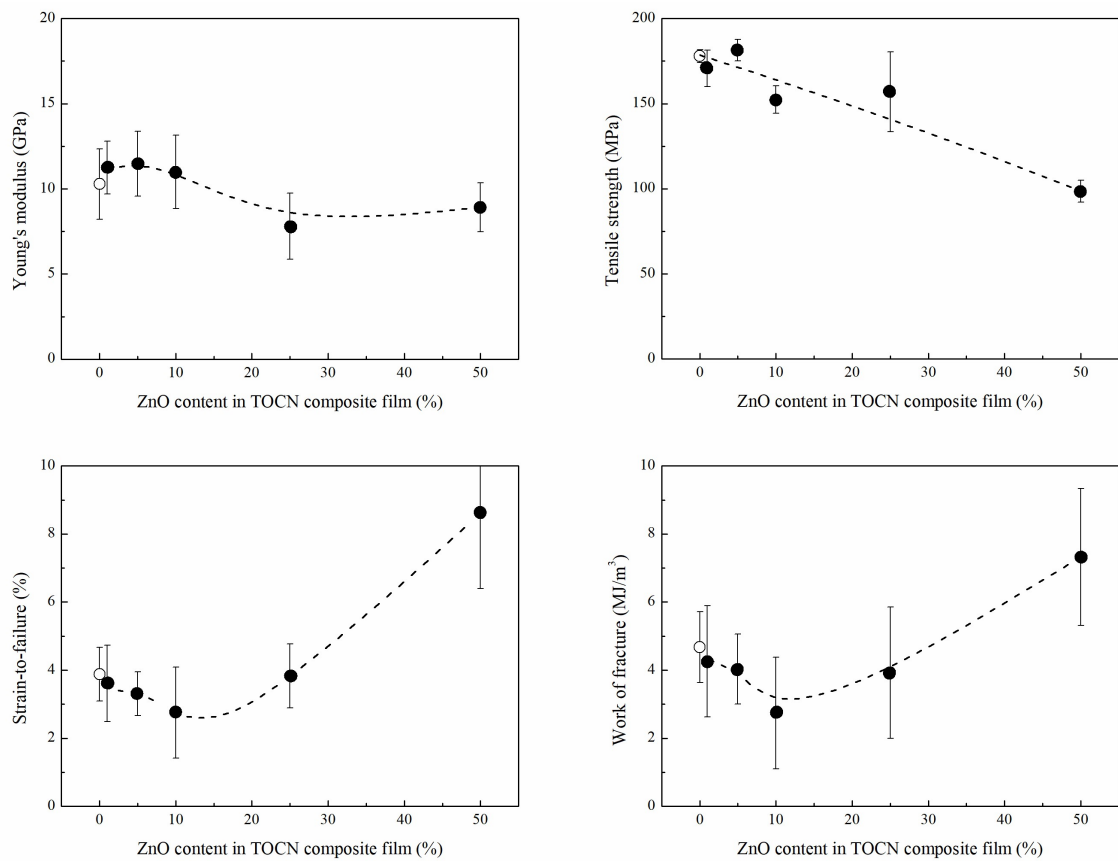 20
15
10
5
0
Young's modulus (GPa)
0 10 20 30 40 50
ZnO content in TOCN composite film (%)
200
150
100
50
0
Tensile strength (MPa)
0 10 20 30 40 50
ZnO content in TOCN composite film (%)
10
8
6
4
2
0
Strain-to-failure (%)
0 10 20 30 40 50
ZnO content in TOCN composite film (%)
10
8
6
4
2
0
Work of fracture (MJ/m³)
0 10 20 30 40 50
ZnO content in TOCN composite film (%)